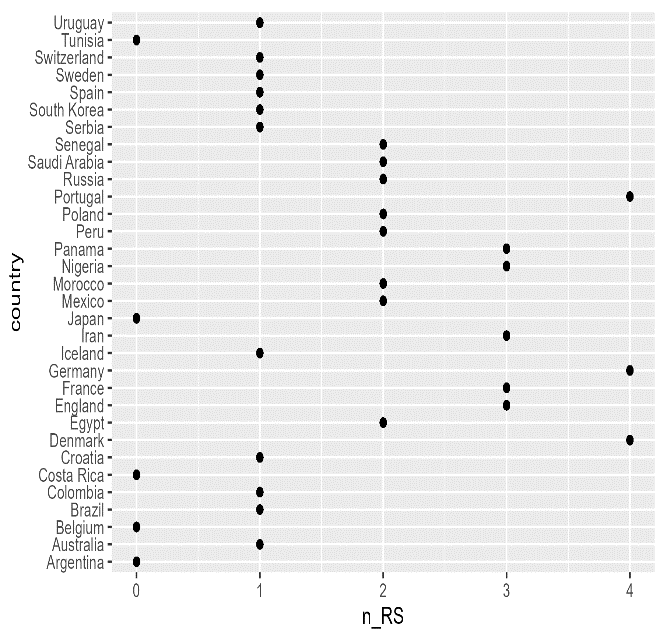 Uruguay
Tunisia
Switzerland
Sweden
Spain
South Korea
Serbia
Senegal
Saudi Arabia
Russia
Portugal
Poland
Peru
Panama
Nigeria
Morocco
Mexico
Japan
Iran
Iceland
Germany
France
England
Egypt
Denmark
Croatia
Costa Rica
Colombia
Brazil
Belgium
Australia
Argentina
country
0 1 2 3 4
n_RS